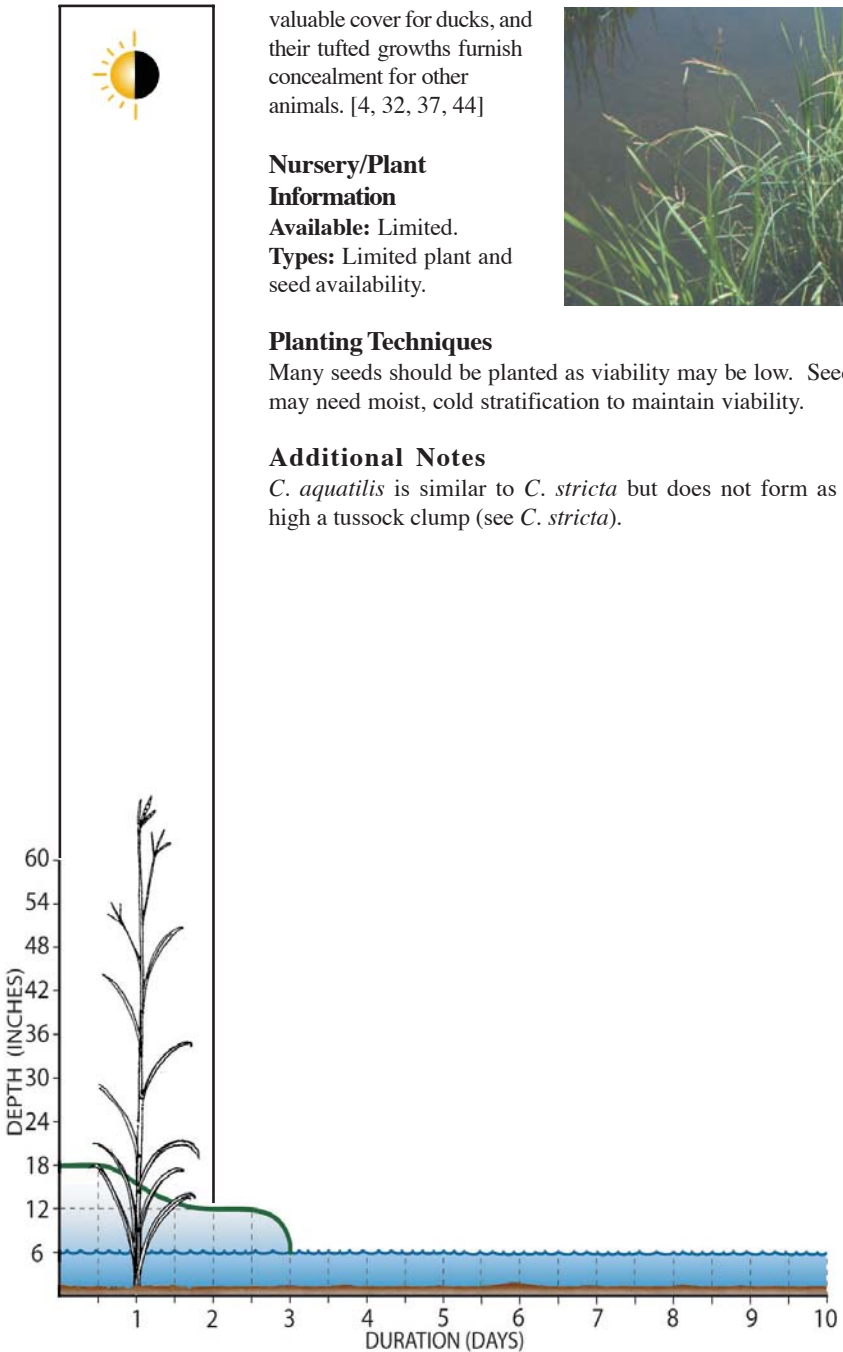 valuable cover for ducks, and
their tufted growths furnish
concealment for other
animals. [4, 32, 37, 44]
Nursery/Plant
Information
Available: Limited.
Types: Limited plant and
seed availability.
Planting Techniques
Many seeds should be planted as viability may be low. See
may need moist, cold stratification to maintain viability.
Additional Notes
C. aquatilis is similar to C. stricta but does not form as
high a tussock clump (see C. stricta).
DEPTH (INCHES)
60
54
48
42
36
30
24
18
12
6
1 2 3 4 5 6 7 8 9 10
DURATION (DAYS)